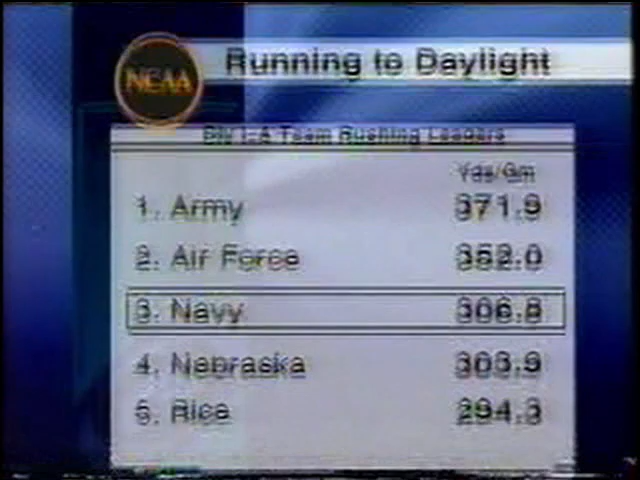 NCAA
Running to Daylight
Div I-A Team Rushing Leaders
Yds/Gm
1. Army 371.9
2. Air Force 352.0
3. Navy 306.8
4. Nebraska 303.9
5. Rice 294.3